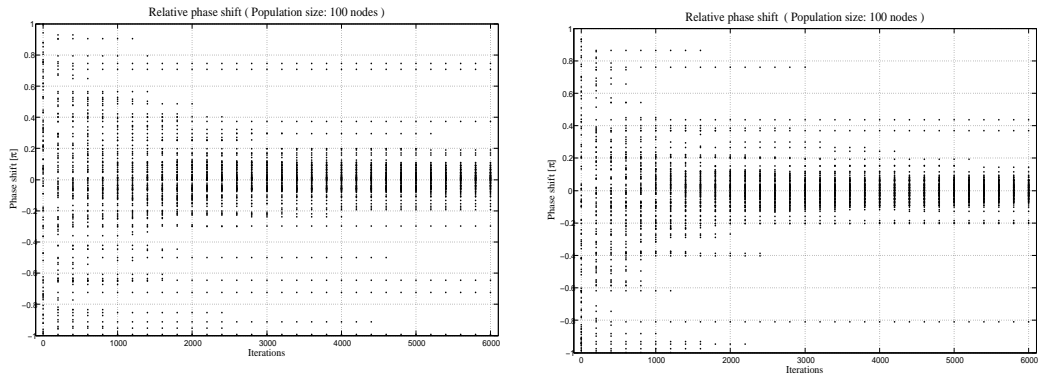 Relative phase shift ( Population size: 100 nodes )
1
0.8
0.6
0.4
0.2
0
−0.2
−0.4
−0.6
−0.8
−1
Phase shift [π]
0 1000 2000 3000 4000 5000 6000
Iterations
Relative phase shift ( Population size: 100 nodes )
1
0.8
0.6
0.4
0.2
0
−0.2
−0.4
−0.6
−0.8
−1
Phase shift [π]
0 1000 2000 3000 4000 5000 6000
Iterations